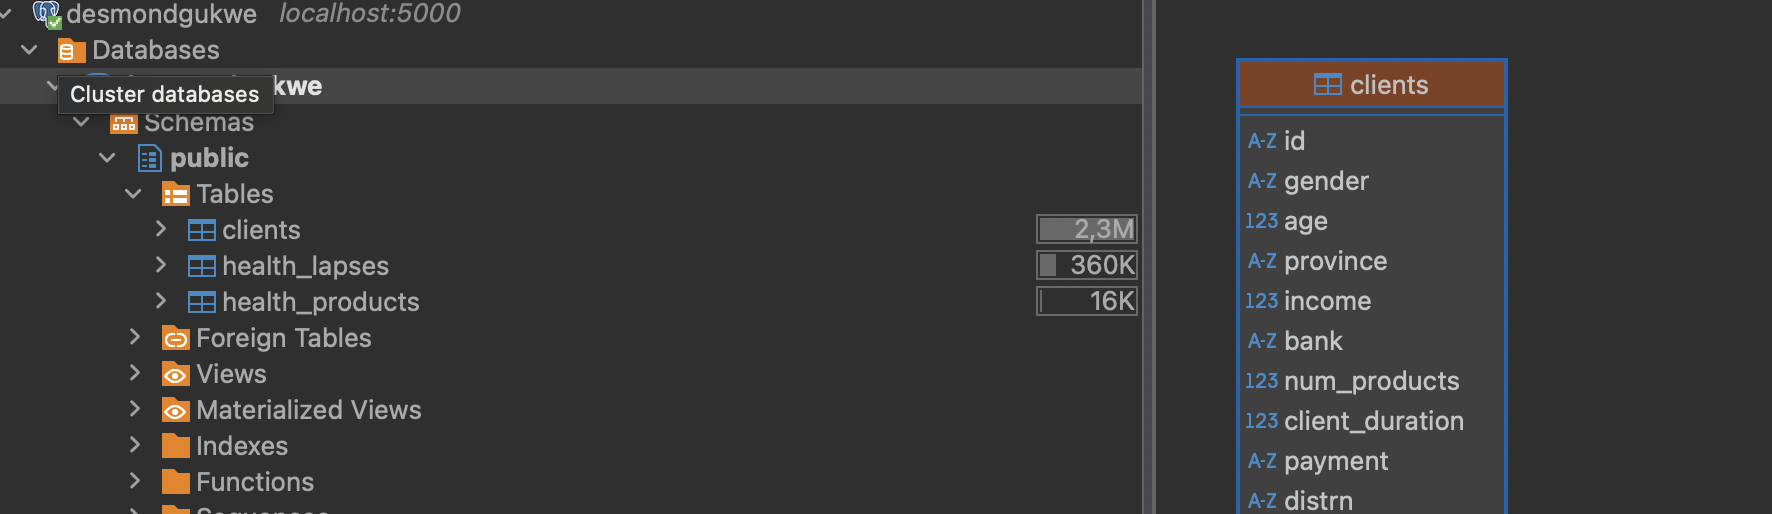 desmondgukwe localhost:5000
Databases
kwe
Cluster databases
Schemas
public
Tables
clients 2,3M
health_lapses 360K
health_products 16K
Foreign Tables
Views
Materialized Views
Indexes
Functions
clients
A-Z id
A-Z gender
123 age
A-Z province
123 income
A-Z bank
123 num_products
123 client_duration
A-Z payment
A-Z distrn